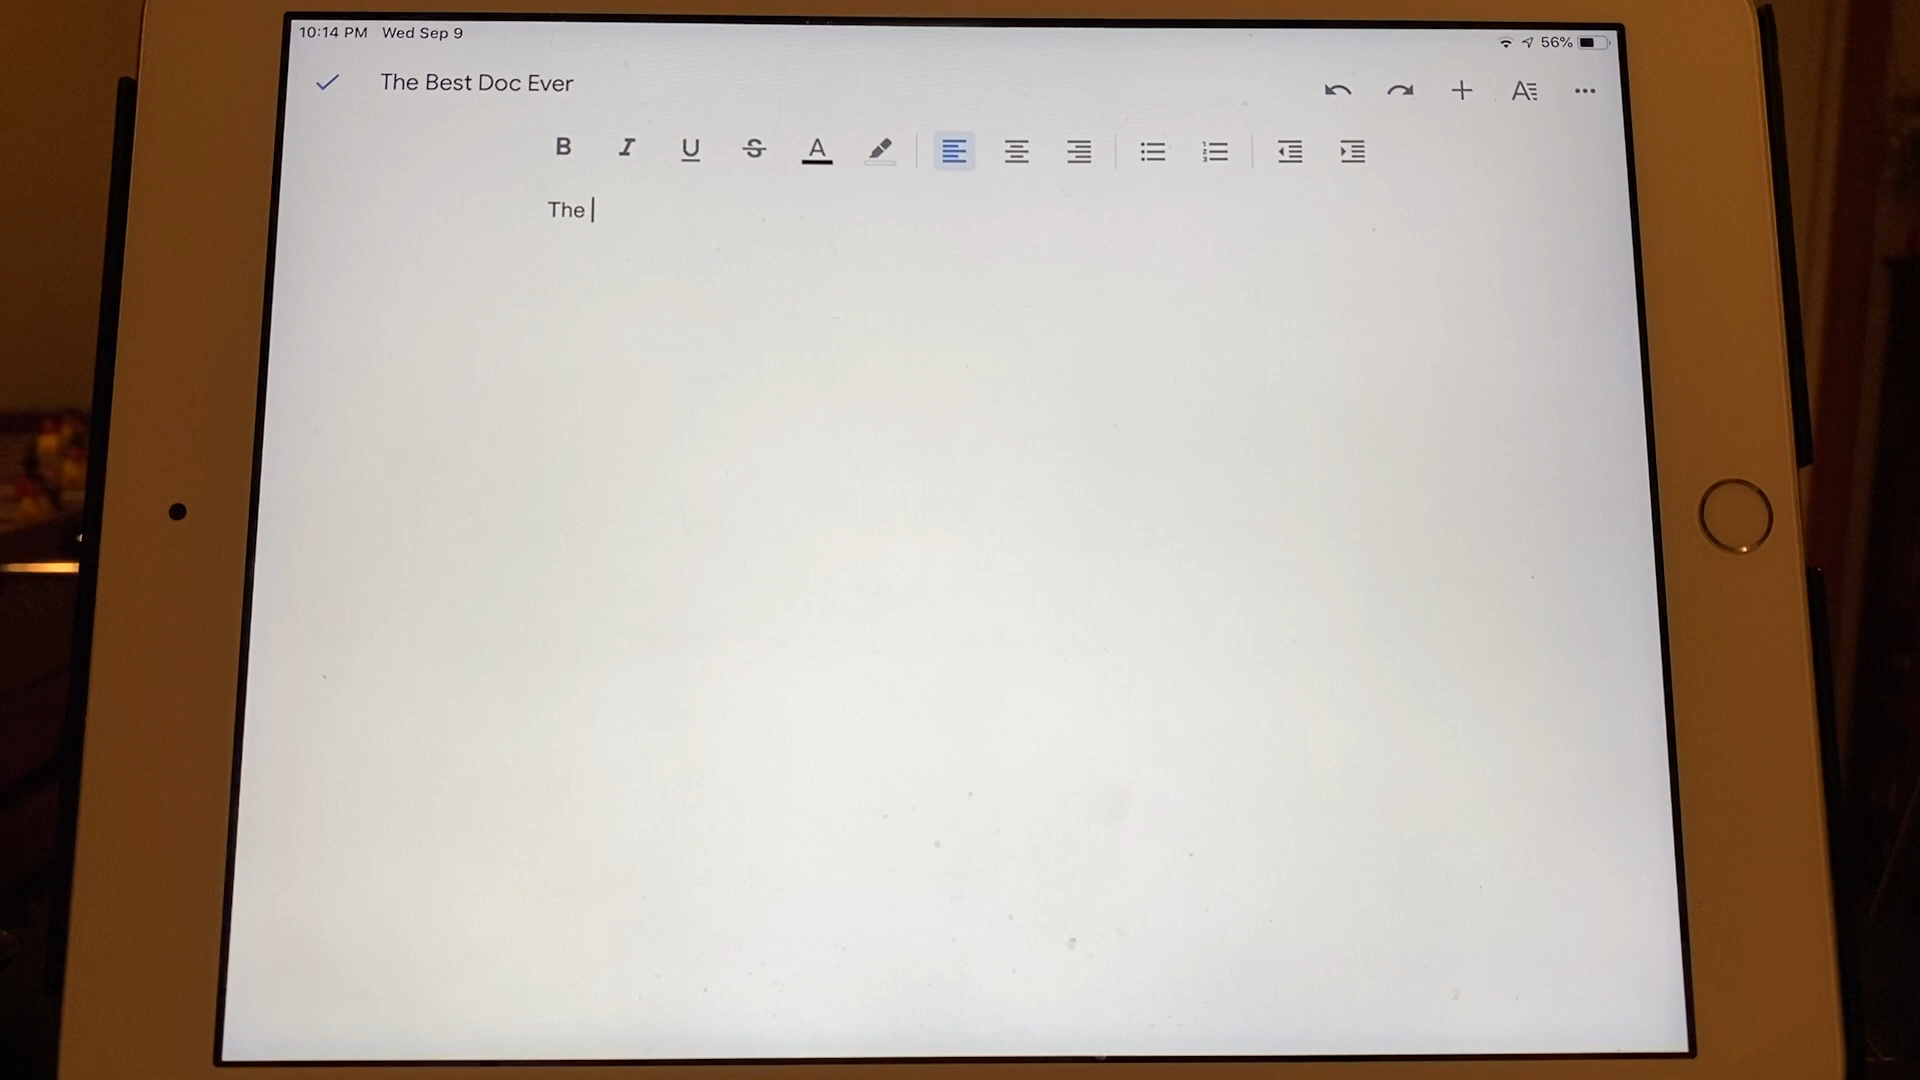 10:14 PM Wed Sep 9
56%
The Best Doc Ever
B I U S A
The